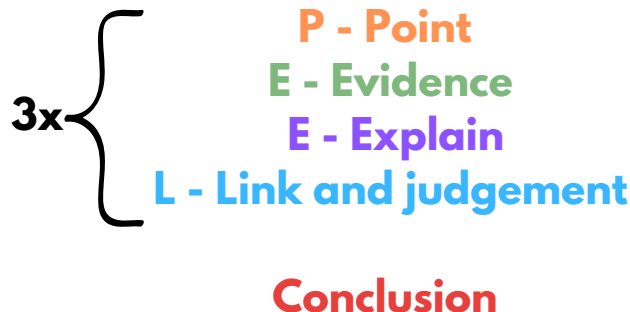 P - Point
E - Evidence
3x
E - Explain
L - Link and judgement
Conclusion